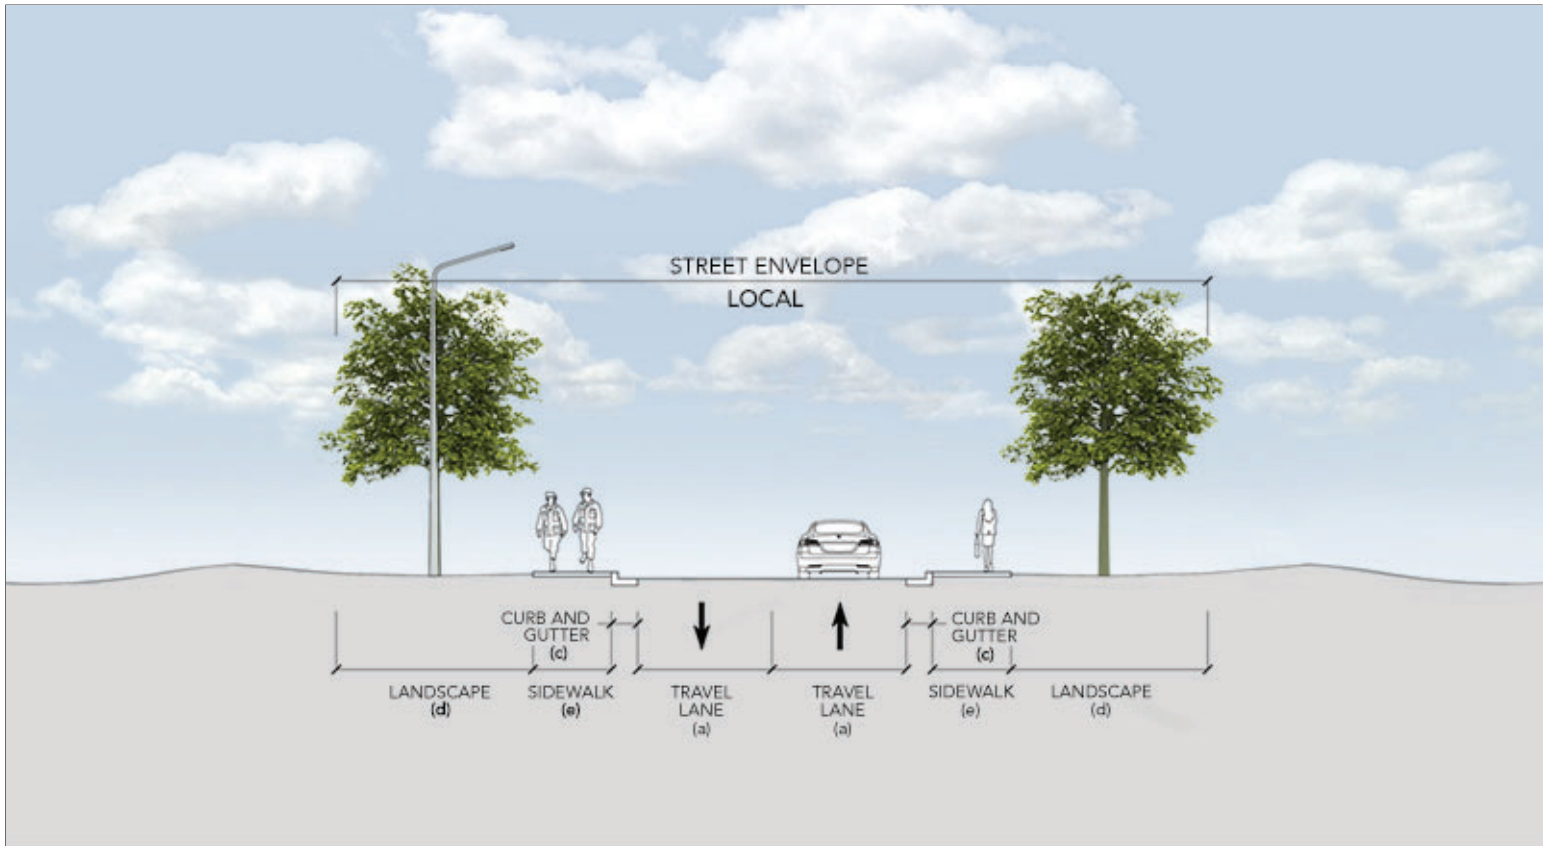 STREET ENVELOPE
LOCAL
CURB AND
GUTTER
(c)
CURB AND
GUTTER
(c)
LANDSCAPE
(d)
SIDEWALK
(e)
TRAVEL
LANE
(a)
TRAVEL
LANE
(a)
SIDEWALK
(e)
LANDSCAPE
(d)